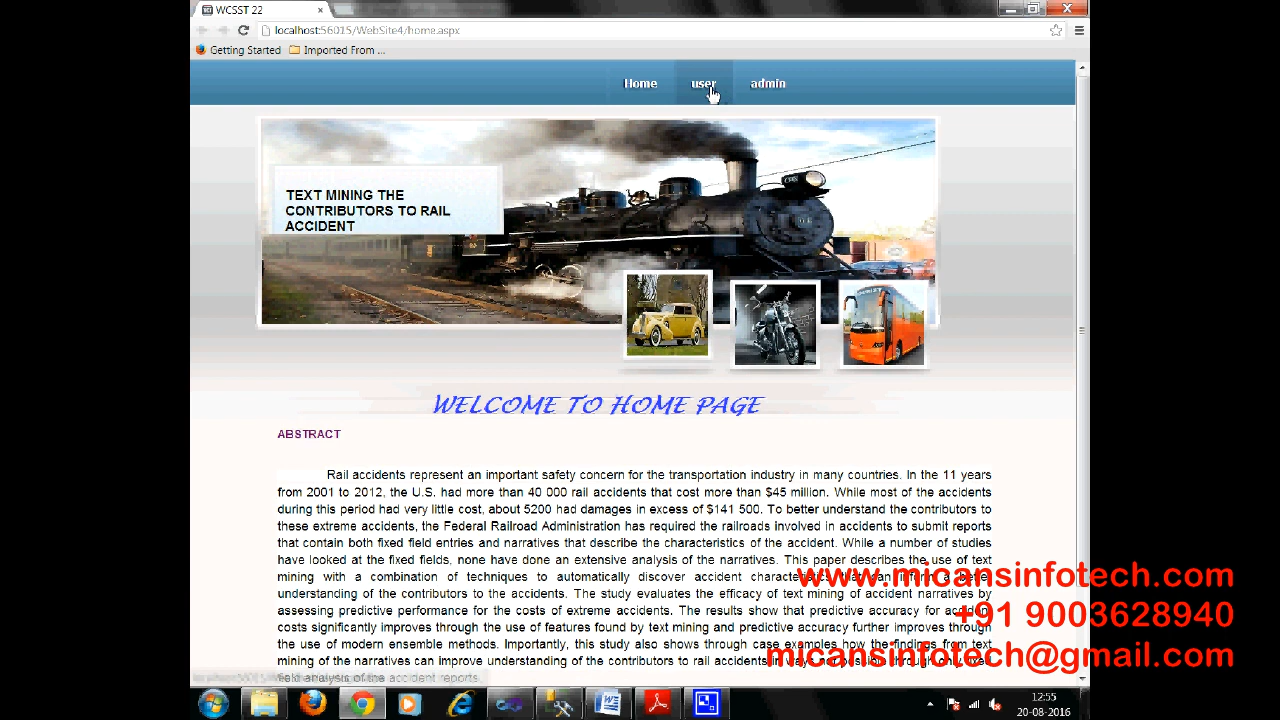 WCSST 22
localhost:56015/WebSite4/home.aspx
Getting Started
Imported From ...
Home
user
admin
TEXT MINING THE
CONTRIBUTORS TO RAIL
ACCIDENT
WELCOME TO HOME PAGE
ABSTRACT
Rail accidents represent an important safety concern for the transportation industry in many countries. In the 11 years
from 2001 to 2012, the U.S. had more than 40 000 rail accidents that cost more than $45 million. While most of the accidents
during this period had very little cost, about 5200 had damages in excess of $141 500. To better understand the contributors to
these extreme accidents, the Federal Railroad Administration has required the railroads involved in accidents to submit reports
that contain both fixed field entries and narratives that describe the characteristics of the accident. While a number of studies
have looked at the fixed fields, none have done an extensive analysis of the narratives. This paper describes the use of text
mining with a combination of techniques to automatically discover accident characteristics that can inform a better
understanding of the contributors to the accidents. The study evaluates the efficacy of text mining of accident narratives by
assessing predictive performance for the costs of extreme accidents. The results show that predictive accuracy for accident
costs significantly improves through the use of features found by text mining and predictive accuracy further improves through
the use of modern ensemble methods. Importantly, this study also shows through case examples how the findings from text
mining of the narratives can improve understanding of the contributors to rail accidents in ways not possible through only fixed
field analysis of the accident reports.
www.micansinfotech.com
+91 9003628940
micansinfotech@gmail.com
12:55
20-08-2016